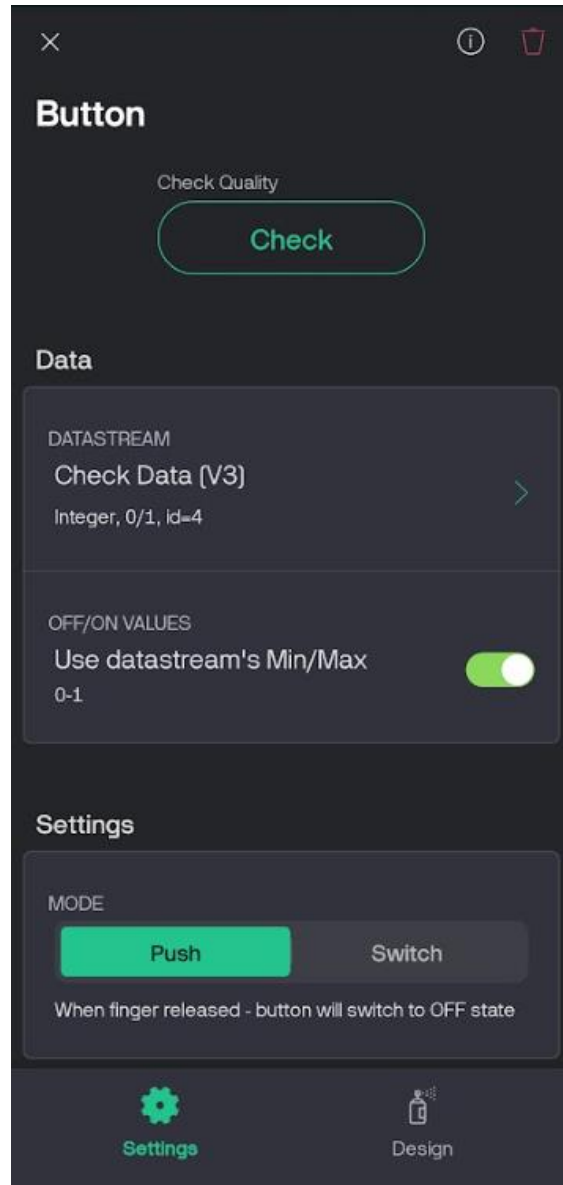 Button
Check Quality
Check
Data
DATASTREAM
Check Data (V3)
Integer, 0/1, id=4
OFF/ON VALUES
Use datastream's Min/Max
0-1
Settings
MODE
Push Switch
When finger released - button will switch to OFF state
Settings Design